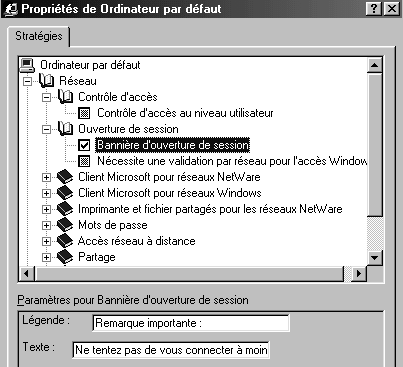 Propriétés de Ordinateur par défaut
Stratégies
Ordinateur par défaut
Réseau
Contrôle d'accès
Contrôle d'accès au niveau utilisateur
Ouverture de session
Bannière d'ouverture de session
Nécessite une validation par réseau pour l'accès Window
Client Microsoft pour réseaux NetWare
Client Microsoft pour réseaux Windows
Imprimante et fichier partagés pour les réseaux NetWare
Mots de passe
Accès réseau à distance
Partage
Paramètres pour Bannière d'ouverture de session
Légende : Remarque importante :
Texte : Ne tentez pas de vous connecter à moin